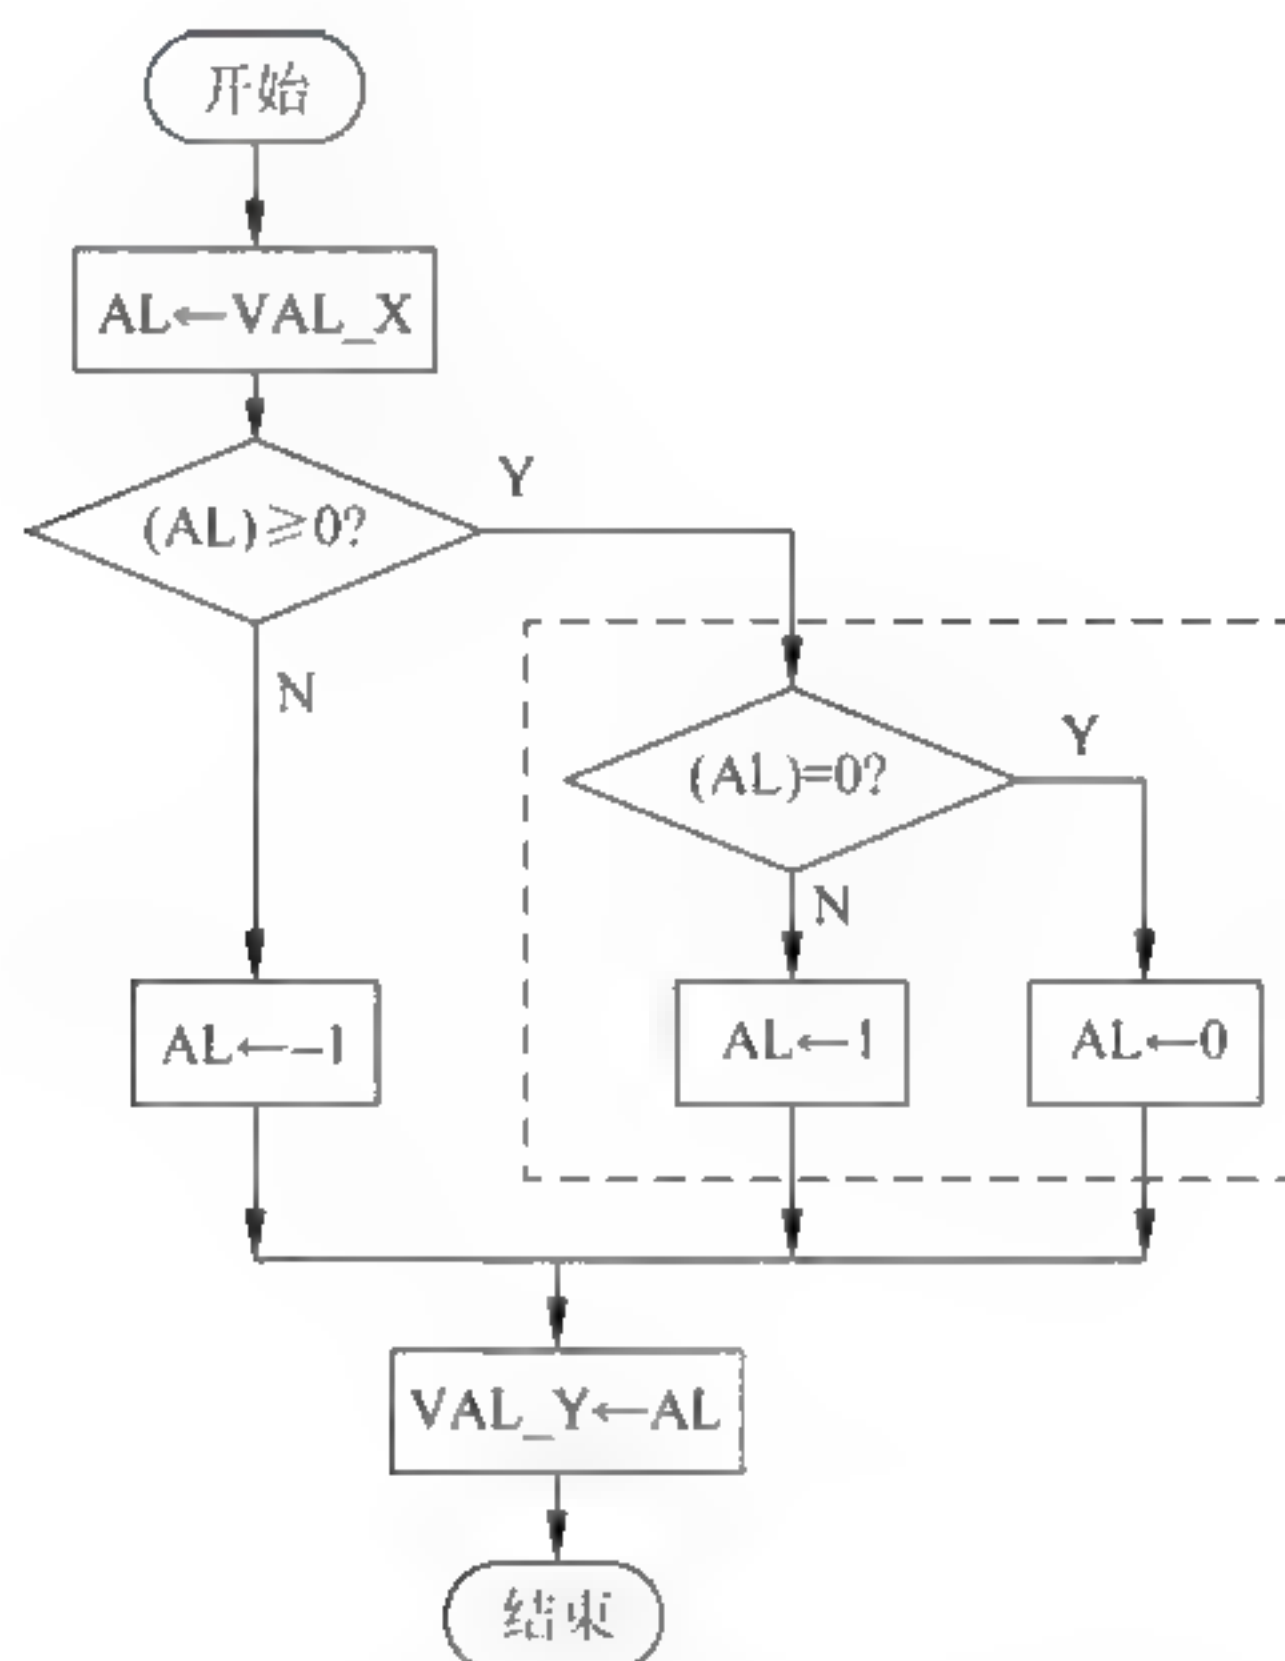 开始
AL←VAL_X
(AL)≥0?
Y
N
(AL)=0?
Y
N
AL←-1
AL←1
AL←0
VAL_Y←AL
结束